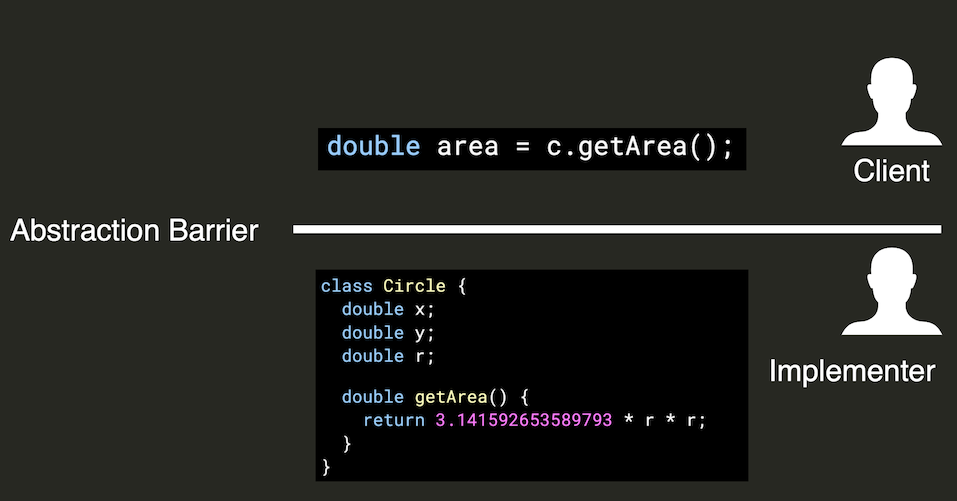 double area = c.getArea();
Client
Abstraction Barrier
class Circle {
  double x;
  double y;
  double r;
  double getArea() {
    return 3.141592653589793 * r * r;
  }
}
Implementer